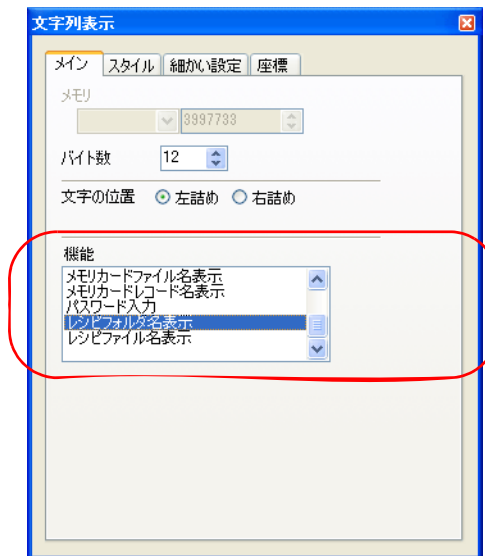 文字列表示
メイン スタイル 細かい設定 座標
メモリ
3997733
バイト数 12
文字の位置 左詰め 右詰め
機能
メモリカードファイル名表示
メモリカードレコード名表示
パスワード入力
レシピフォルダ名表示
レシピファイル名表示